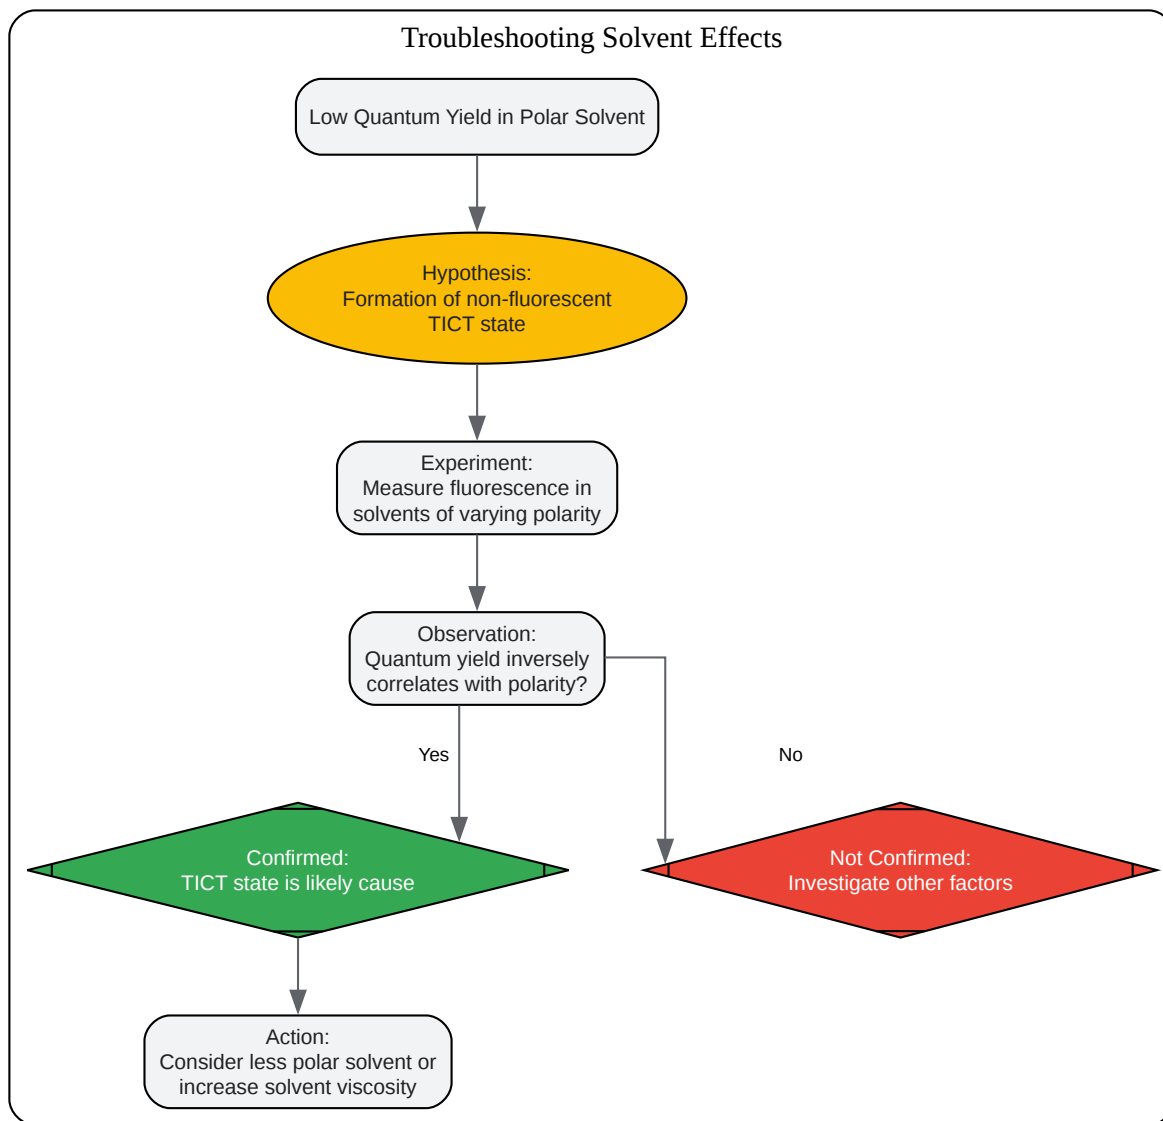 Troubleshooting Solvent Effects
Low Quantum Yield in Polar Solvent
Hypothesis:
Formation of non-fluorescent
TICT state
Experiment:
Measure fluorescence in
solvents of varying polarity
Observation:
Quantum yield inversely
correlates with polarity?
Yes
No
Confirmed:
TICT state is likely cause
Not Confirmed:
Investigate other factors
Action:
Consider less polar solvent or
increase solvent viscosity